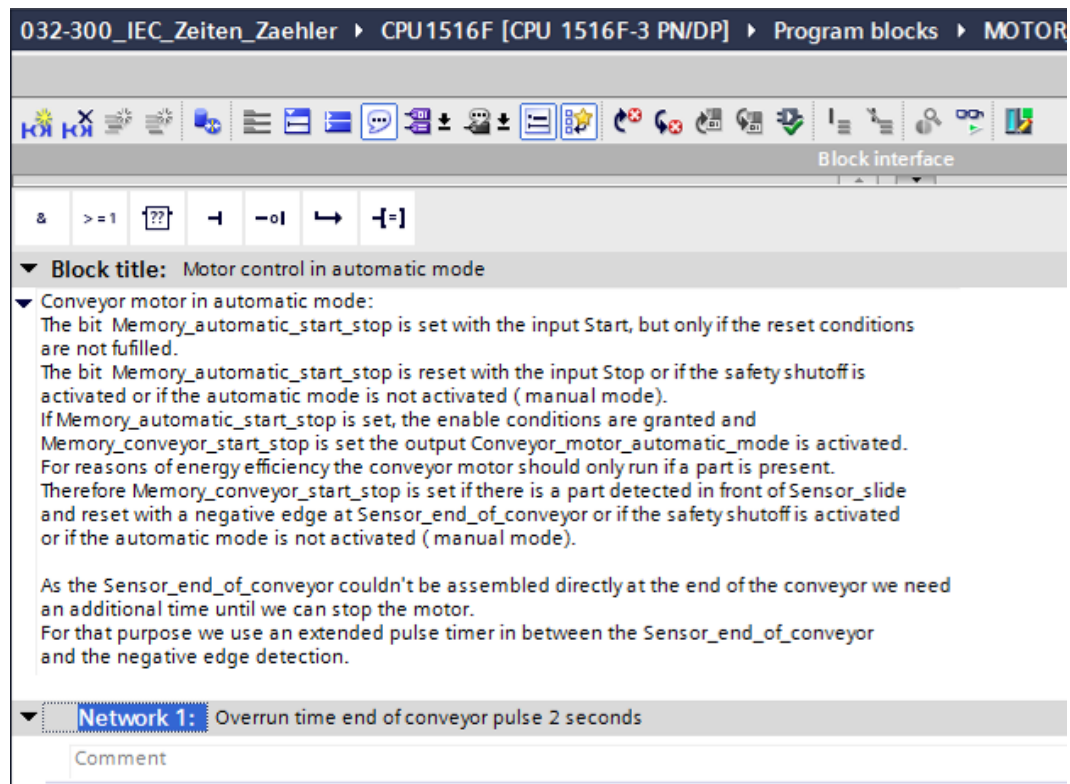 032-300_IEC_Zeiten_Zaehler ▸ CPU1516F [CPU 1516F-3 PN/DP] ▸ Program blocks ▸ MOTOR_
Block interface
& >=1 ?? ⊣ –o| ↦ -[=]
Block title: Motor control in automatic mode
Conveyor motor in automatic mode:
The bit Memory_automatic_start_stop is set with the input Start, but only if the reset conditions
are not fufilled.
The bit Memory_automatic_start_stop is reset with the input Stop or if the safety shutoff is
activated or if the automatic mode is not activated ( manual mode).
If Memory_automatic_start_stop is set, the enable conditions are granted and
Memory_conveyor_start_stop is set the output Conveyor_motor_automatic_mode is activated.
For reasons of energy efficiency the conveyor motor should only run if a part is present.
Therefore Memory_conveyor_start_stop is set if there is a part detected in front of Sensor_slide
and reset with a negative edge at Sensor_end_of_conveyor or if the safety shutoff is activated
or if the automatic mode is not activated ( manual mode).
As the Sensor_end_of_conveyor couldn't be assembled directly at the end of the conveyor we need
an additional time until we can stop the motor.
For that purpose we use an extended pulse timer in between the Sensor_end_of_conveyor
and the negative edge detection.
Network 1: Overrun time end of conveyor pulse 2 seconds
Comment